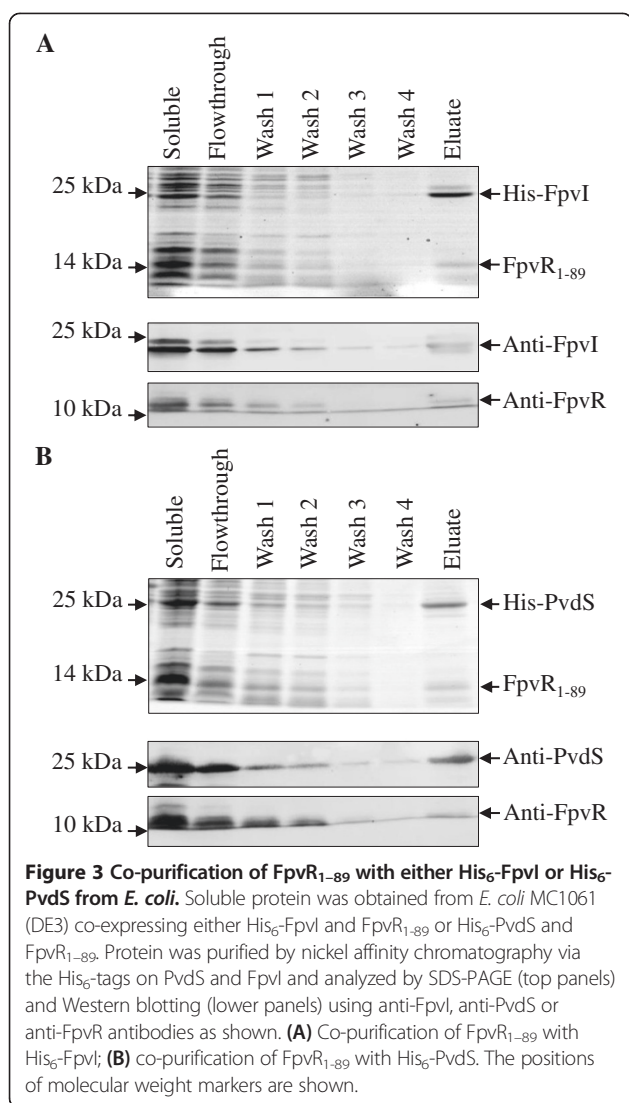 A
Soluble
Flowthrough
Wash 1
Wash 2
Wash 3
Wash 4
Eluate
25 kDa
His-FpvI
14 kDa
FpvR1-89
25 kDa
Anti-FpvI
10 kDa
Anti-FpvR
B
Soluble
Flowthrough
Wash 1
Wash 2
Wash 3
Wash 4
Eluate
25 kDa
His-PvdS
14 kDa
FpvR1-89
25 kDa
Anti-PvdS
10 kDa
Anti-FpvR
Figure 3 Co-purification of FpvR1–89 with either His6-FpvI or His6-
PvdS from E. coli. Soluble protein was obtained from E. coli MC1061
(DE3) co-expressing either His6-FpvI and FpvR1–89 or His6-PvdS and
FpvR1–89. Protein was purified by nickel affinity chromatography via
the His6-tags on PvdS and FpvI and analyzed by SDS-PAGE (top panels)
and Western blotting (lower panels) using anti-FpvI, anti-PvdS or
anti-FpvR antibodies as shown. (A) Co-purification of FpvR1–89 with
His6-FpvI; (B) co-purification of FpvR1-89 with His6-PvdS. The positions
of molecular weight markers are shown.